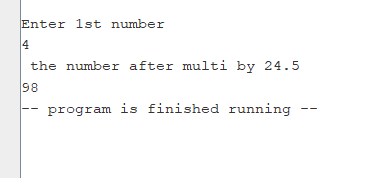 Enter 1st number
4
the number after multi by 24.5
98
-- program is finished running --